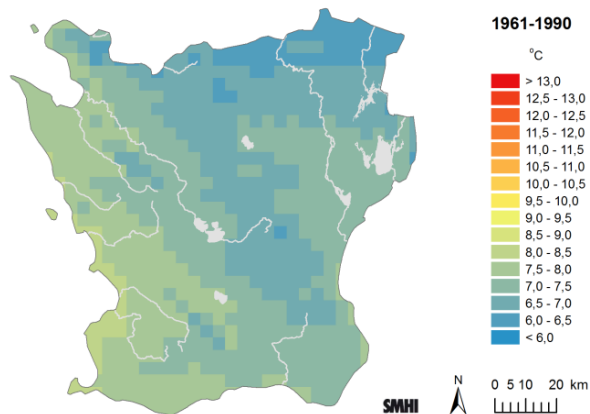 1961-1990
°C
> 13,0
12,5 - 13,0
12,0 - 12,5
11,5 - 12,0
11,0 - 11,5
10,5 - 11,0
10,0 - 10,5
9,5 - 10,0
9,0 - 9,5
8,5 - 9,0
8,0 - 8,5
7,5 - 8,0
7,0 - 7,5
6,5 - 7,0
6,0 - 6,5
< 6,0
SMHI
N
0 5 10 20 km